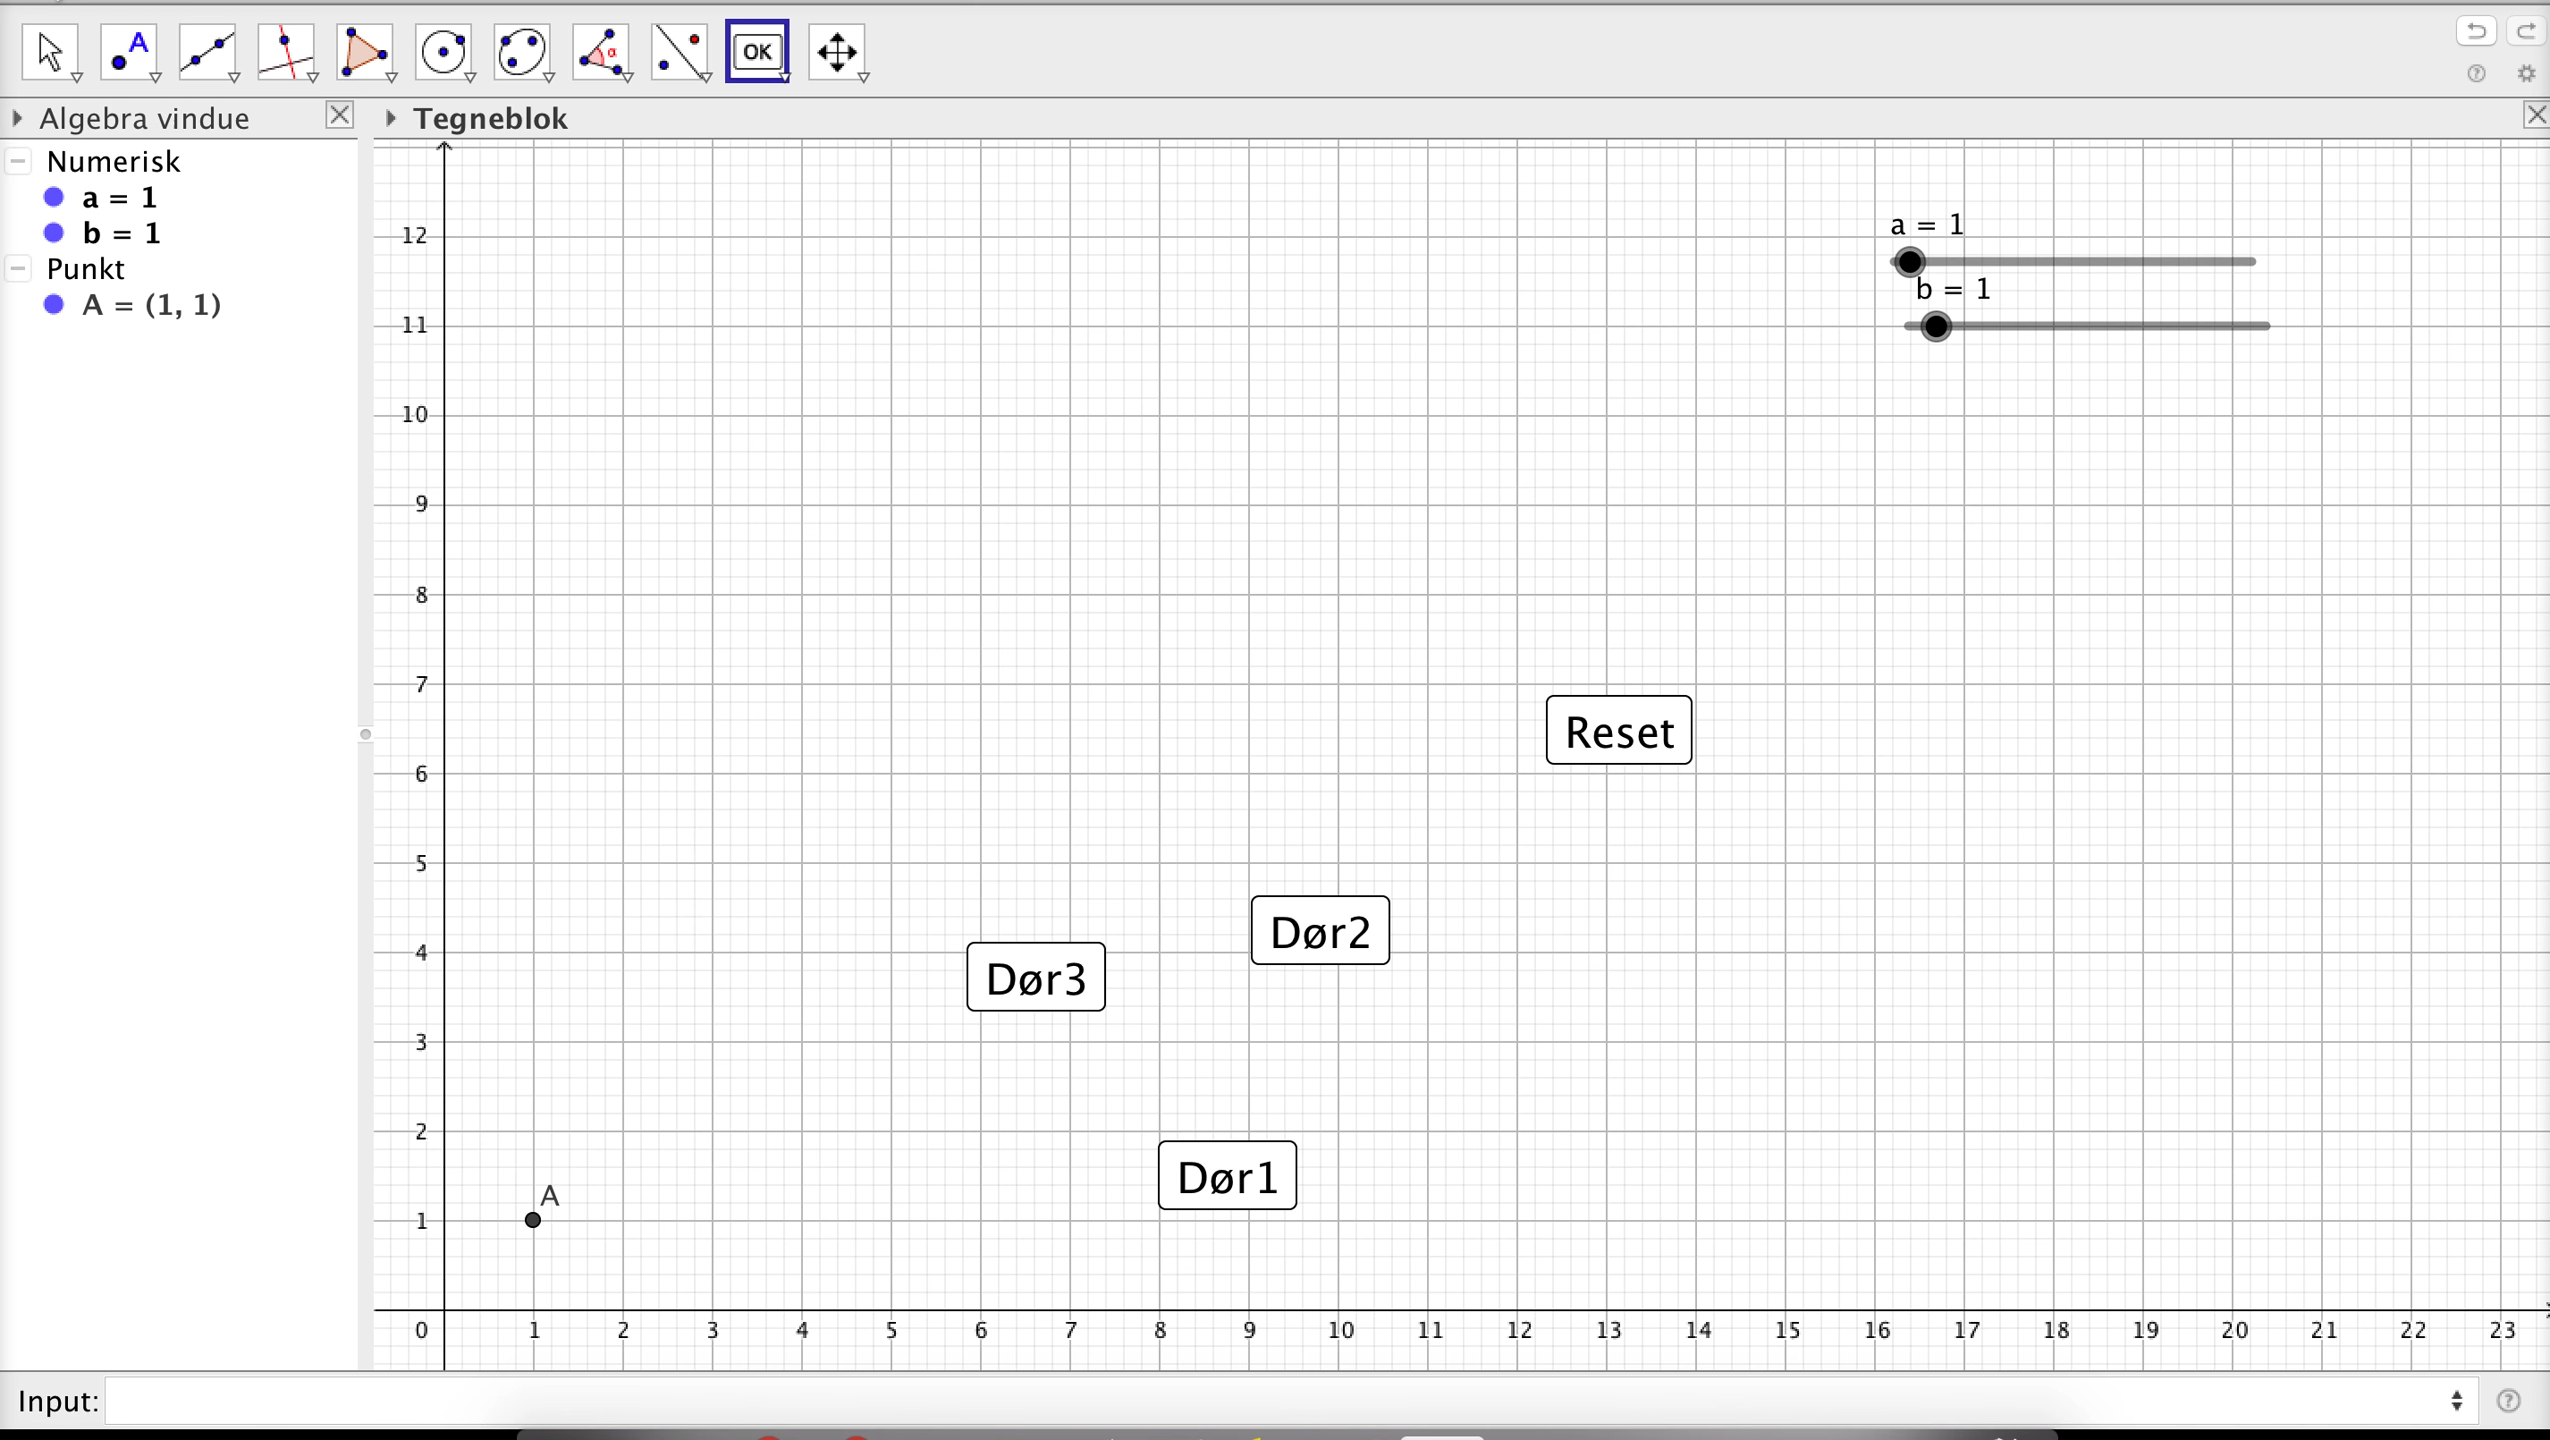 A
α
OK
Algebra vindue
Tegneblok
Numerisk
a = 1
b = 1
Punkt
A = (1, 1)
a = 1
b = 1
12
11
10
9
8
7
6
5
4
3
2
1
Reset
Dør2
Dør3
Dør1
A
0 1 2 3 4 5 6 7 8 9 10 11 12 13 14 15 16 17 18 19 20 21 22 23
Input: